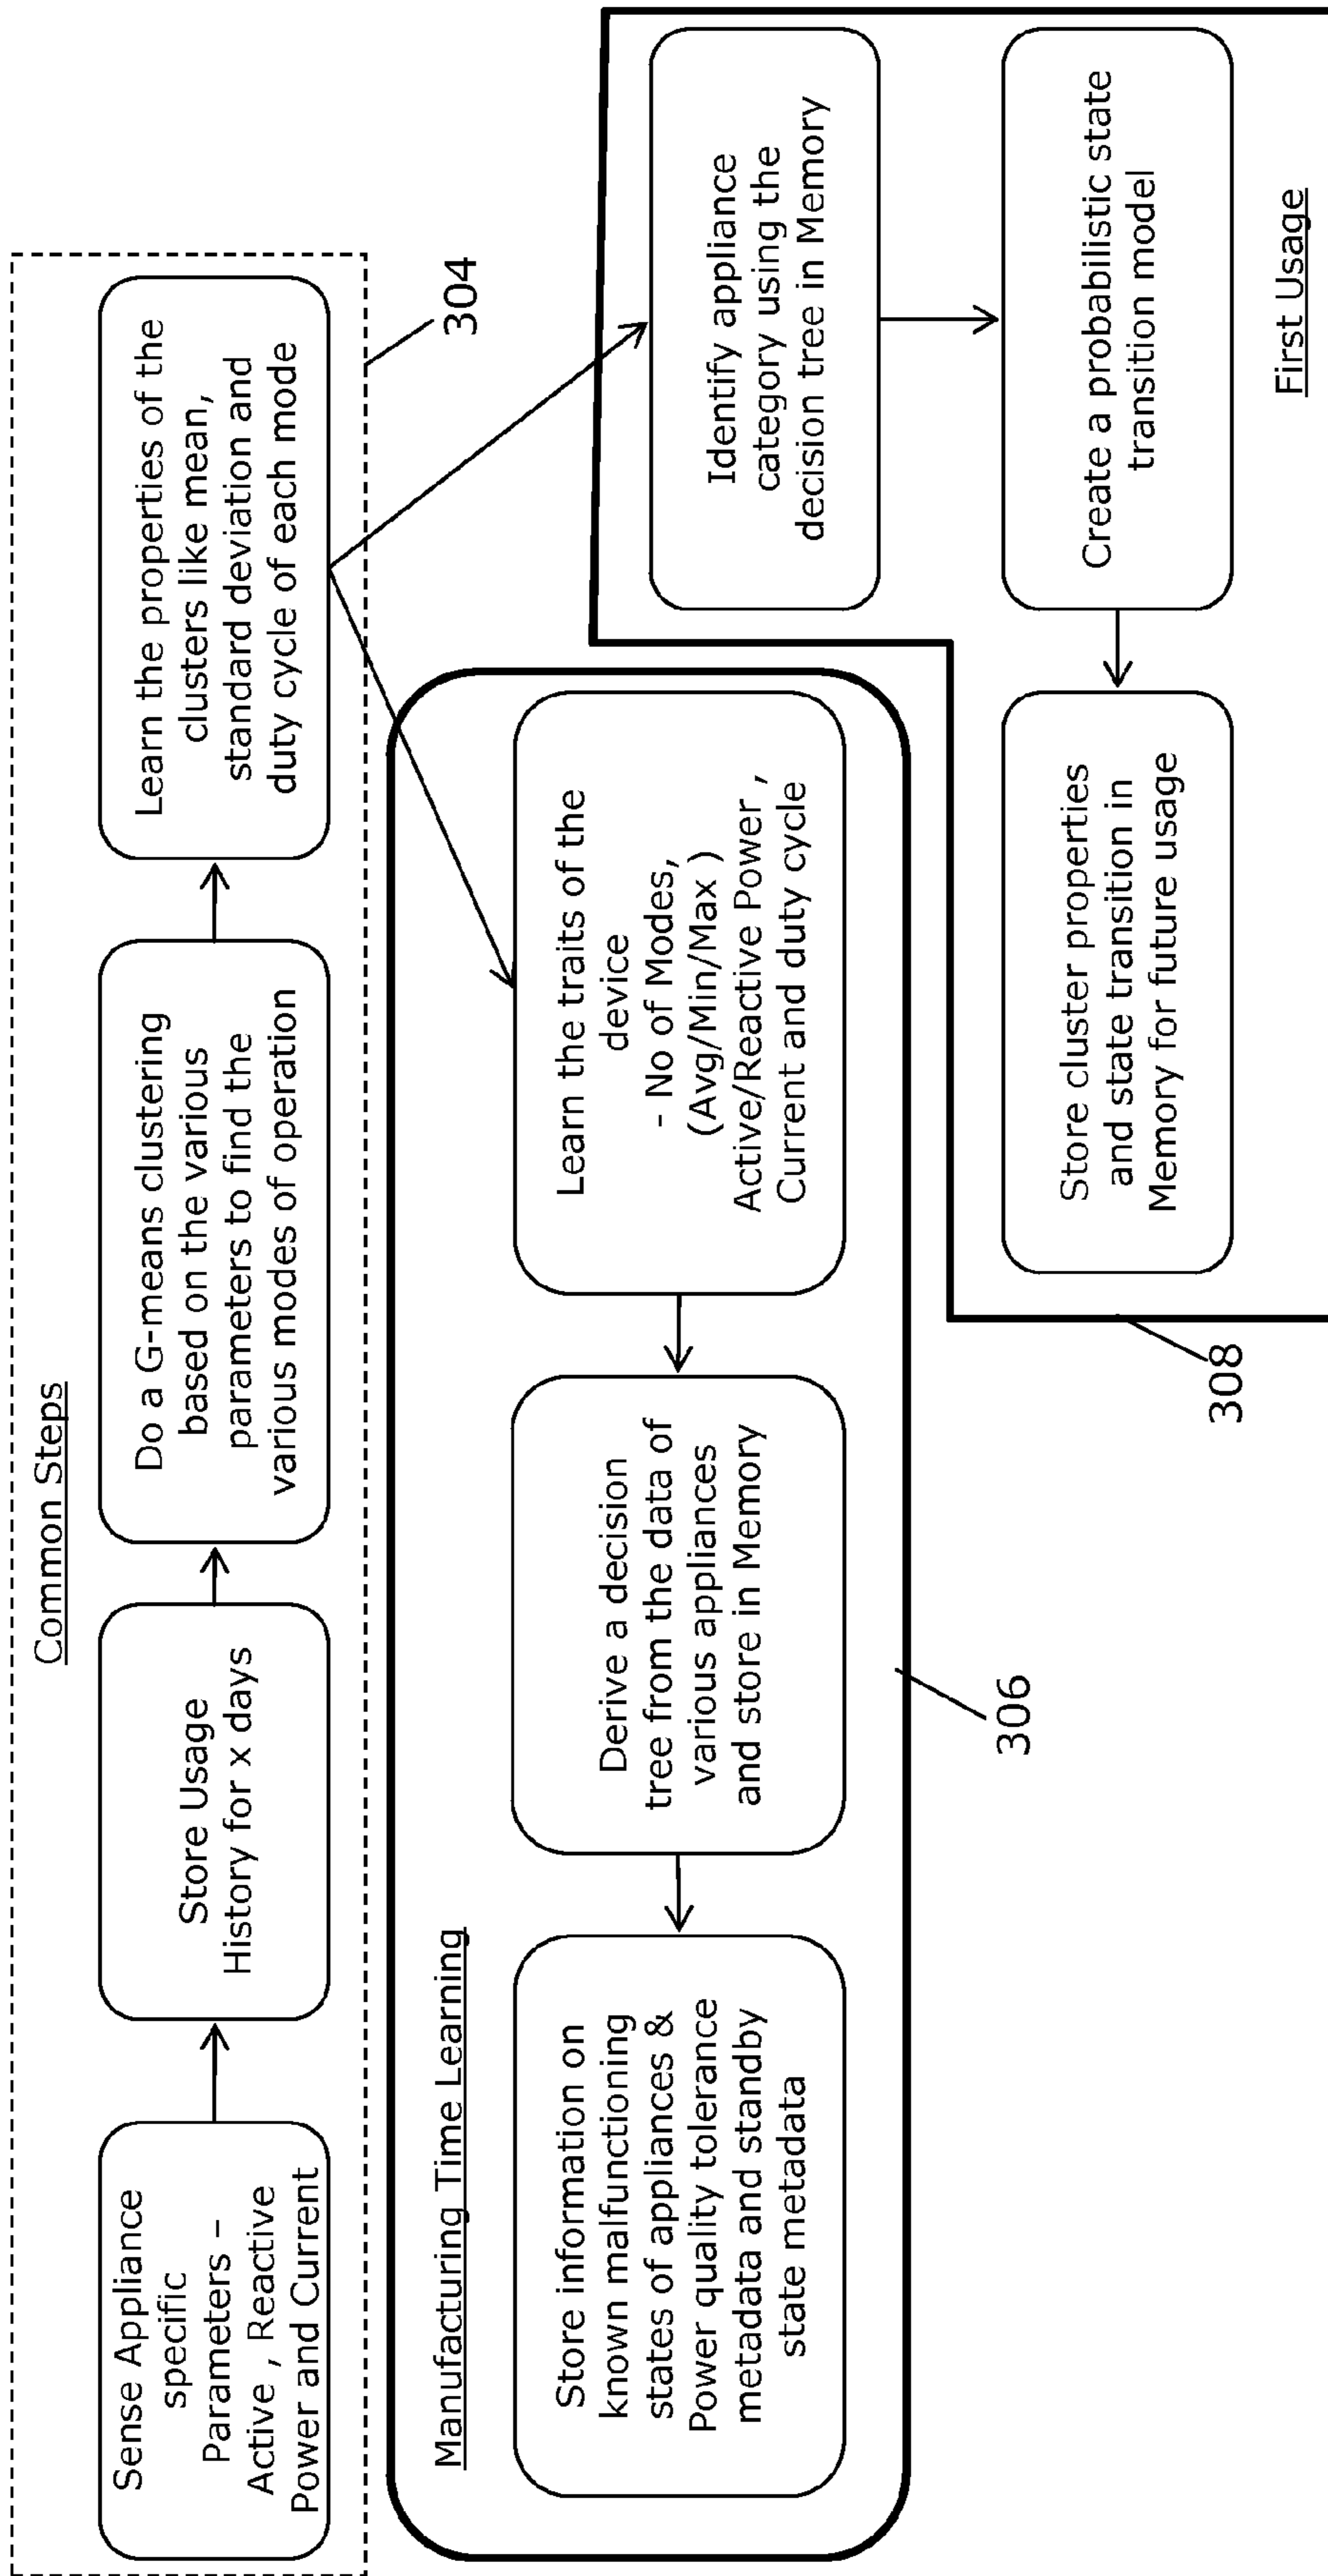 Common Steps
Sense Appliance
specific
Parameters –
Active , Reactive
Power and Current
Store Usage
History for x days
Do a G-means clustering
based on the various
parameters to find the
various modes of operation
Learn the properties of the
clusters like mean,
standard deviation and
duty cycle of each mode
304
Manufacturing Time Learning
Learn the traits of the
device
- No of Modes,
(Avg/Min/Max )
Active/Reactive Power ,
Current and duty cycle
Derive a decision
tree from the data of
various appliances
and store in Memory
Store information on
known malfunctioning
states of appliances &
Power quality tolerance
metadata and standby
state metadata
306
Identify appliance
category using the
decision tree in Memory
Create a probabilistic state
transition model
Store cluster properties
and state transition in
Memory for future usage
First Usage
308